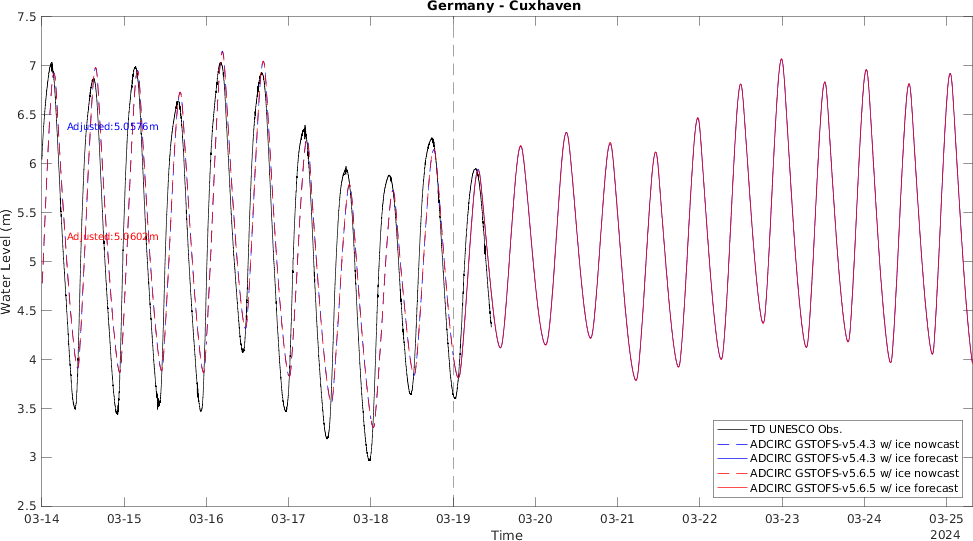 Germany - Cuxhaven
7.5
7
6.5
6
5.5
5
4.5
4
3.5
3
2.5
Water Level (m)
Adjusted:5.0576m
Adjusted:5.0602m
TD UNESCO Obs.
ADCIRC GSTOFS-v5.4.3 w/ ice nowcast
ADCIRC GSTOFS-v5.4.3 w/ ice forecast
ADCIRC GSTOFS-v5.6.5 w/ ice nowcast
ADCIRC GSTOFS-v5.6.5 w/ ice forecast
03-14 03-15 03-16 03-17 03-18 03-19 03-20 03-21 03-22 03-23 03-24 03-25
2024
Time